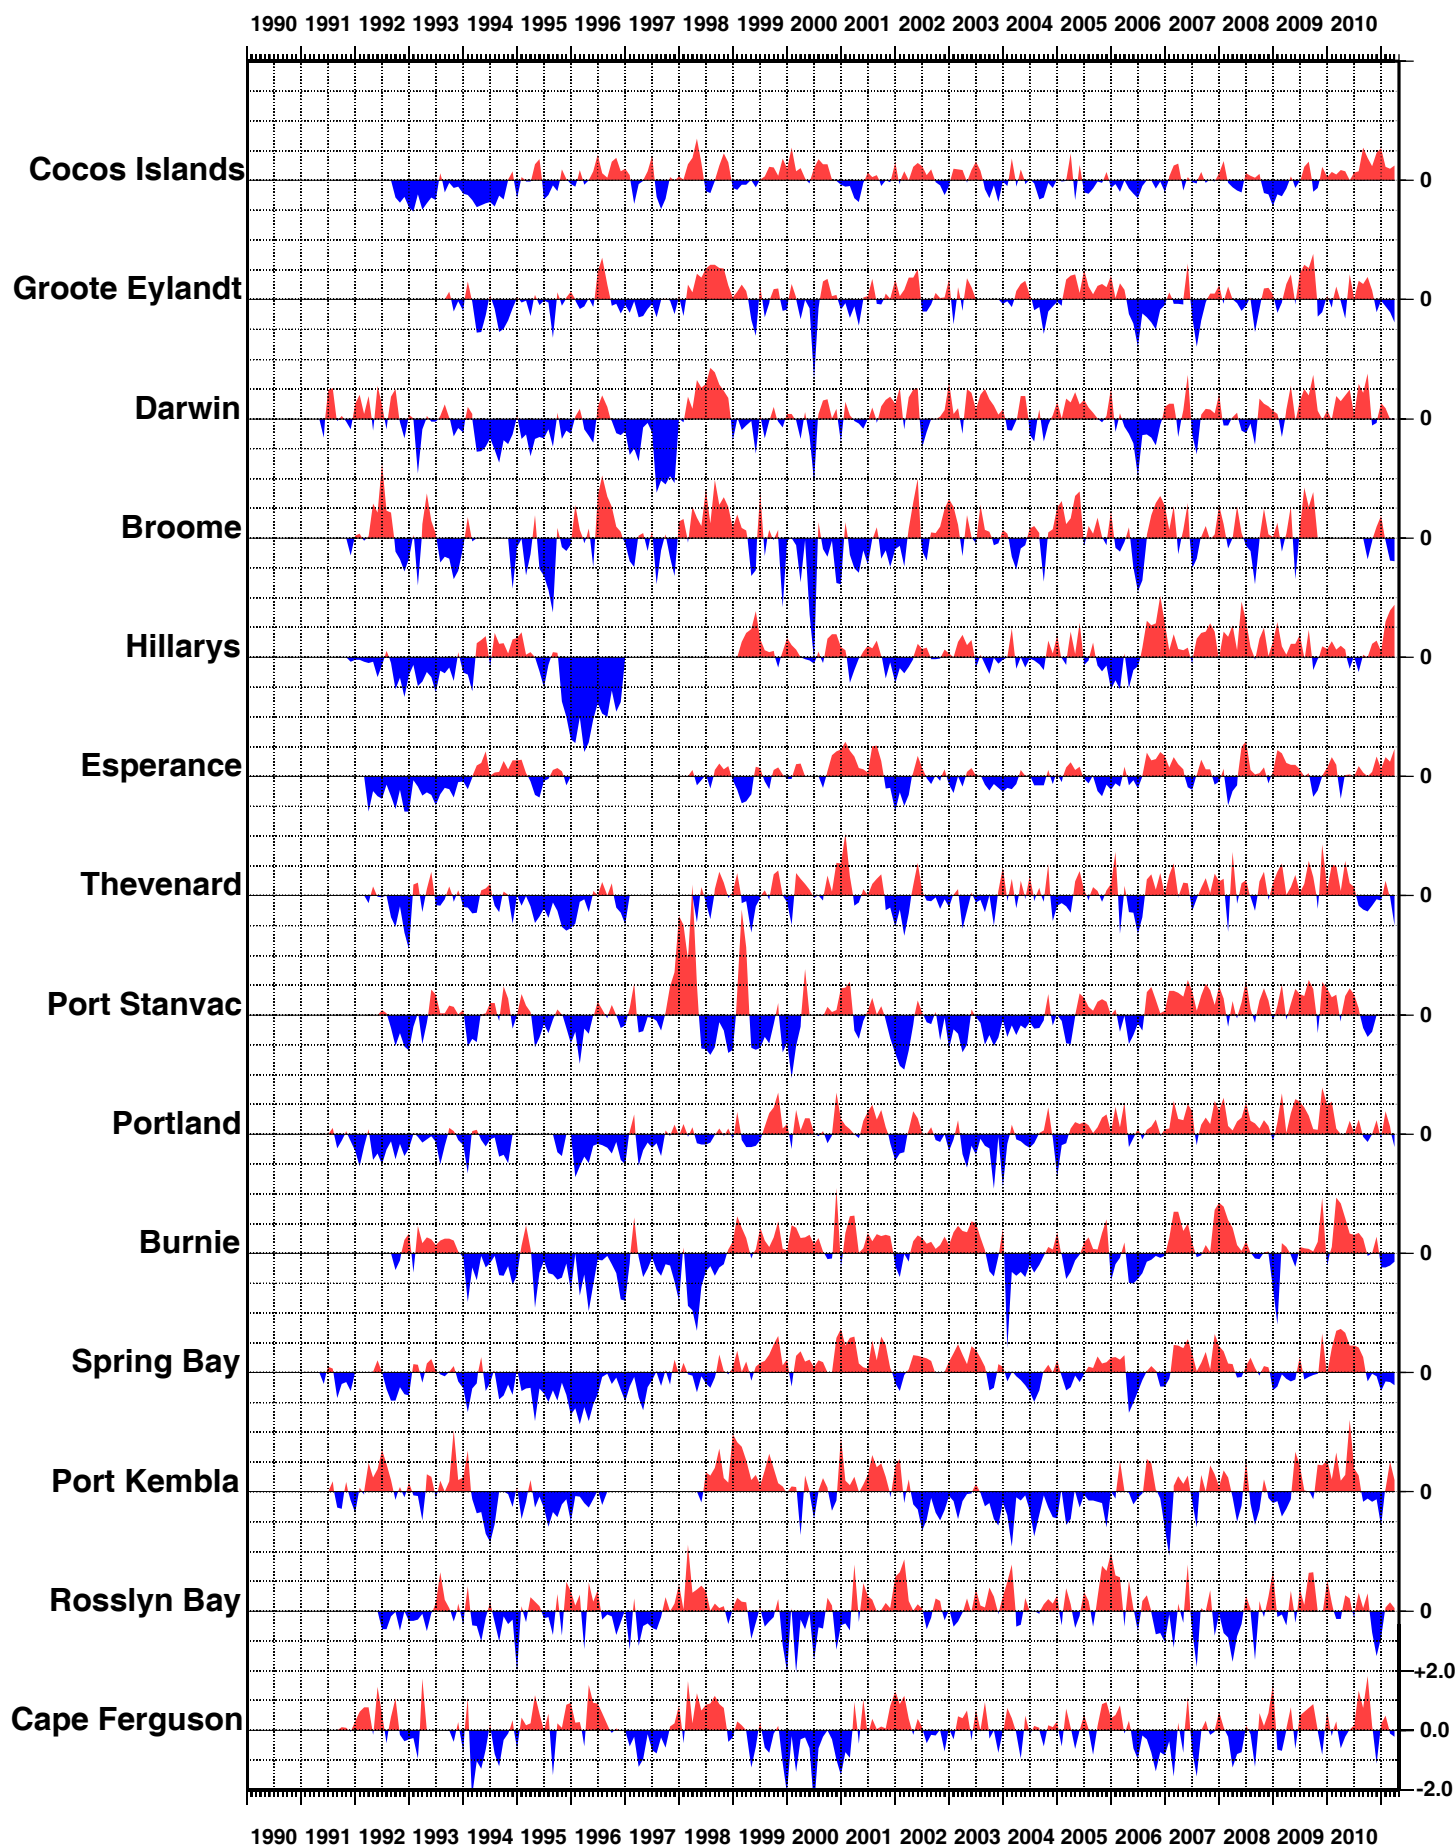 1990 1991 1992 1993 1994 1995 1996 1997 1998 1999 2000 2001 2002 2003 2004 2005 2006 2007 2008 2009 2010
Cocos Islands 0
Groote Eylandt 0
Darwin 0
Broome 0
Hillarys 0
Esperance 0
Thevenard 0
Port Stanvac 0
Portland 0
Burnie 0
Spring Bay 0
Port Kembla 0
Rosslyn Bay 0
+2.0
Cape Ferguson 0.0
-2.0
1990 1991 1992 1993 1994 1995 1996 1997 1998 1999 2000 2001 2002 2003 2004 2005 2006 2007 2008 2009 2010